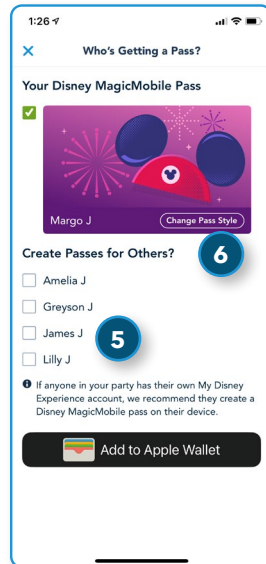 1:26
Who's Getting a Pass?
Your Disney MagicMobile Pass
Margo J
Change Pass Style
Create Passes for Others?
6
Amelia J
Greyson J
James J
5
Lilly J
If anyone in your party has their own My Disney
Experience account, we recommend they create a
Disney MagicMobile pass on their device.
Add to Apple Wallet